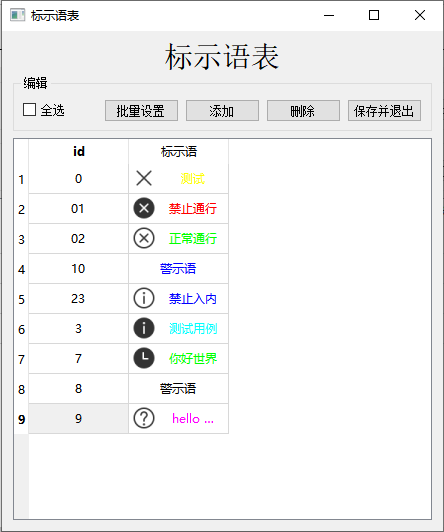 标示语表
标示语表
编辑
全选 批量设置 添加 删除 保存并退出
id 标示语
1 0 测试
2 01 禁止通行
3 02 正常通行
4 10 警示语
5 23 禁止入内
6 3 测试用例
7 7 你好世界
8 8 警示语
9 9 hello ...